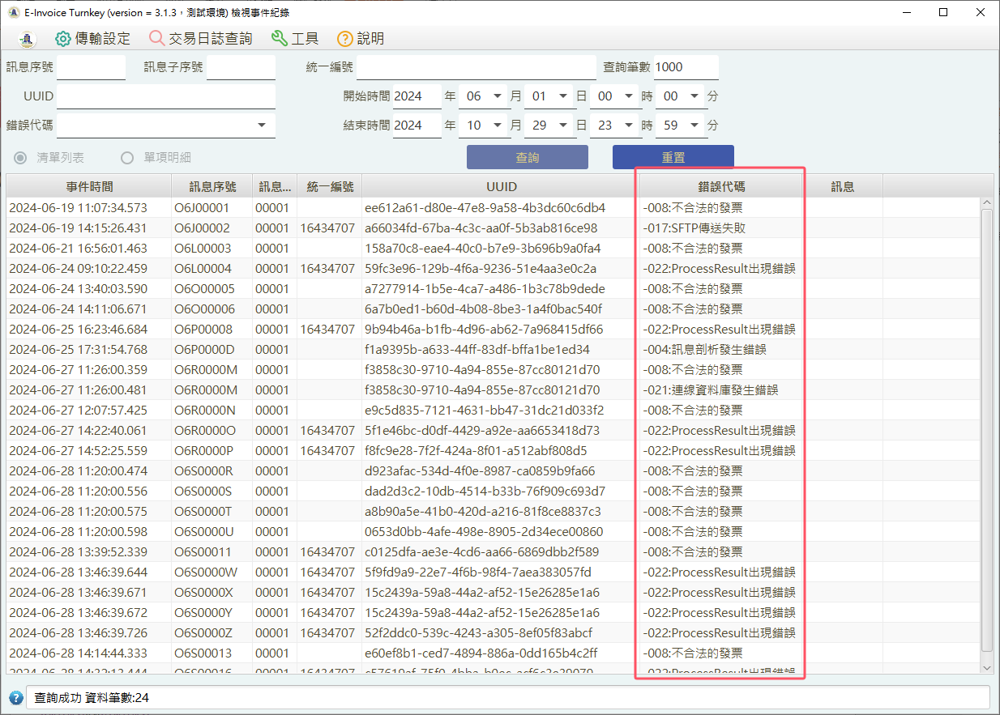 E-Invoice Turnkey (version = 3.1.3，測試環境) 檢視事件紀錄
傳輸設定 交易日誌查詢 工具 說明
訊息序號 訊息子序號 統一編號 查詢筆數 1000
UUID 開始時間 2024 年 06 月 01 日 00 時 00 分
錯誤代碼 結束時間 2024 年 10 月 29 日 23 時 59 分
清單列表 單項明細 查詢 重置
事件時間 訊息序號 訊息... 統一編號 UUID 錯誤代碼 訊息
2024-06-19 11:07:34.573 O6J00001 00001 ee612a61-d80e-47e8-9a58-4b3dc60c6db4 -008:不合法的發票
2024-06-19 14:15:26.431 O6J00002 00001 16434707 a66034fd-67ba-4c3c-aa0f-5b3ab816ce98 -017:SFTP傳送失敗
2024-06-21 16:56:01.463 O6L00003 00001 158a70c8-eae4-40c0-b7e9-3b696b9a0fa4 -008:不合法的發票
2024-06-24 09:10:22.459 O6L00004 00001 16434707 59fc3e96-129b-4f6a-9236-51e4aa3e0c2a -022:ProcessResult出現錯誤
2024-06-24 13:40:03.590 O6O00005 00001 a7277914-1b5e-4ca7-a486-1b3c78b9dede -008:不合法的發票
2024-06-24 14:11:06.671 O6O00006 00001 6a7b0ed1-b60d-4b08-8be3-1a4f0bac540f -008:不合法的發票
2024-06-25 16:23:46.684 O6P00008 00001 16434707 9b94b46a-b1fb-4d96-ab62-7a968415df66 -022:ProcessResult出現錯誤
2024-06-25 17:31:54.768 O6P0000D 00001 f1a9395b-a633-44ff-83df-bffa1be1ed34 -004:訊息剖析發生錯誤
2024-06-27 11:26:00.359 O6R0000M 00001 f3858c30-9710-4a94-855e-87cc80121d70 -008:不合法的發票
2024-06-27 11:26:00.481 O6R0000M 00001 f3858c30-9710-4a94-855e-87cc80121d70 -021:連線資料庫發生錯誤
2024-06-27 12:07:57.425 O6R0000N 00001 e9c5d835-7121-4631-bb47-31dc21d033f2 -008:不合法的發票
2024-06-27 14:22:40.061 O6R0000O 00001 16434707 5f1e46bc-d0df-4429-a92e-aa6653418d73 -022:ProcessResult出現錯誤
2024-06-27 14:52:25.559 O6R0000P 00001 16434707 f8fc9e28-7f2f-424a-8f01-a512abf808d5 -022:ProcessResult出現錯誤
2024-06-28 11:20:00.474 O6S0000R 00001 d923afac-534d-4f0e-8987-ca0859b9fa66 -008:不合法的發票
2024-06-28 11:20:00.556 O6S0000S 00001 dad2d3c2-10db-4514-b33b-76f909c693d7 -008:不合法的發票
2024-06-28 11:20:00.575 O6S0000T 00001 a8b90a5e-41b0-420d-a216-81f8ce8837c3 -008:不合法的發票
2024-06-28 11:20:00.598 O6S0000U 00001 0653d0bb-4afe-498e-8905-2d34ece00860 -008:不合法的發票
2024-06-28 13:39:52.339 O6S00011 00001 16434707 c0125dfa-ae3e-4cd6-aa66-6869dbb2f589 -008:不合法的發票
2024-06-28 13:46:39.644 O6S0000W 00001 16434707 5f9fd9a9-22e7-4f6b-98f4-7aea383057fd -022:ProcessResult出現錯誤
2024-06-28 13:46:39.671 O6S0000X 00001 16434707 15c2439a-59a8-44a2-af52-15e26285e1a6 -022:ProcessResult出現錯誤
2024-06-28 13:46:39.672 O6S0000Y 00001 16434707 15c2439a-59a8-44a2-af52-15e26285e1a6 -022:ProcessResult出現錯誤
2024-06-28 13:46:39.726 O6S0000Z 00001 16434707 52f2ddc0-539c-4243-a305-8ef05f83abcf -022:ProcessResult出現錯誤
2024-06-28 14:14:44.333 O6S00013 00001 e60ef8b1-ced7-4894-886a-0dd165b4c2ff -008:不合法的發票
2024-06-28 00001 16434707 -022:ProcessResult出現錯誤
查詢成功 資料筆數:24